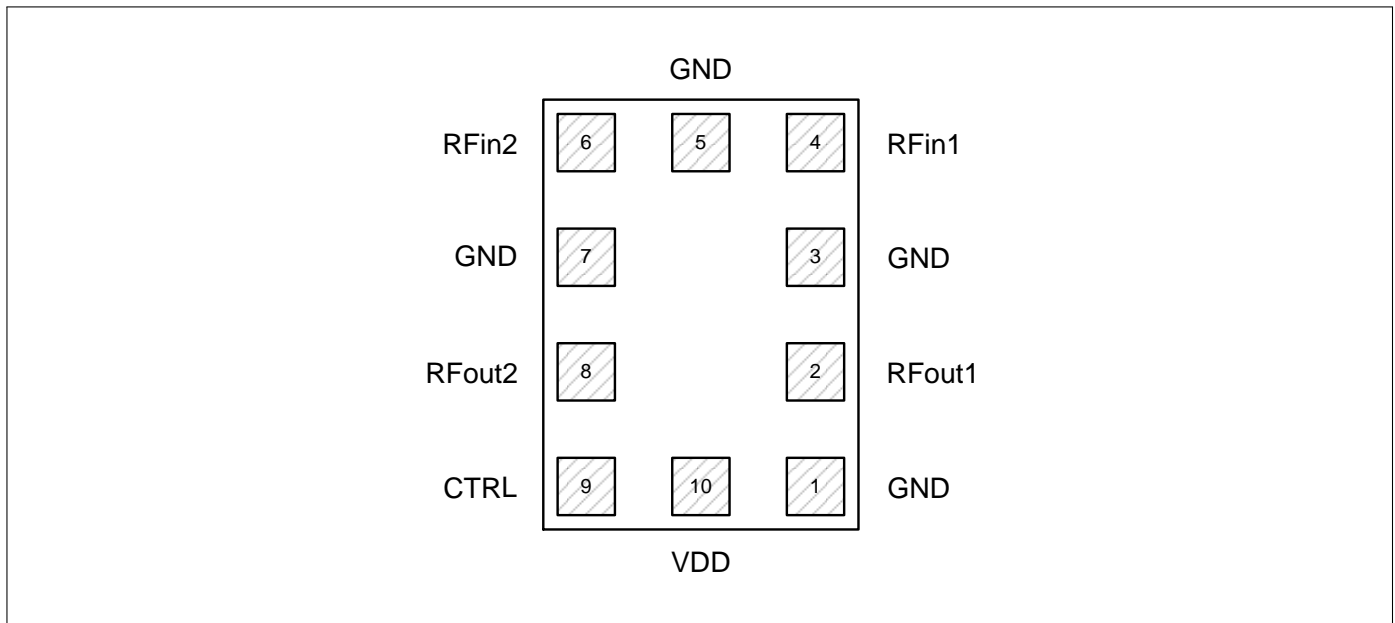 GND
RFin2 6 5 4 RFin1
GND 7 3 GND
RFout2 8 2 RFout1
CTRL 9 10 1 GND
VDD